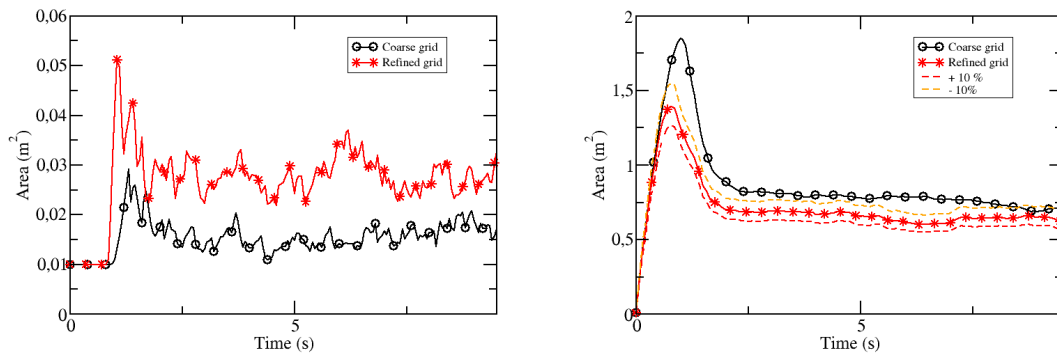 0,06
0,05
0,04
0,03
0,02
0,01
0
Area (m2)
0
5
Time (s)
Coarse grid
Refined grid
2
1,5
1
0,5
0
Area (m2)
0
5
Time (s)
Coarse grid
Refined grid
+ 10 %
- 10%